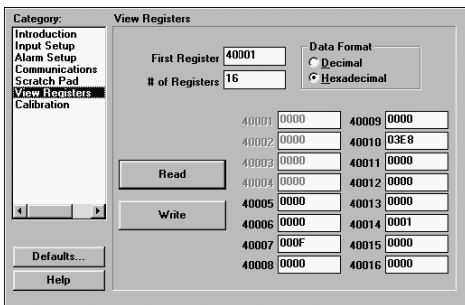 Category:
Introduction
Input Setup
Alarm Setup
Communications
Scratch Pad
View Registers
Calibration
Defaults...
Help
View Registers
First Register 40001
# of Registers 16
Data Format
Decimal
Hexadecimal
Read
Write
40001 0000
40002 0000
40003 0000
40004 0000
40005 0000
40006 0000
40007 000F
40008 0000
40009 0000
40010 03E8
40011 0000
40012 0000
40013 0000
40014 0001
40015 0000
40016 0000